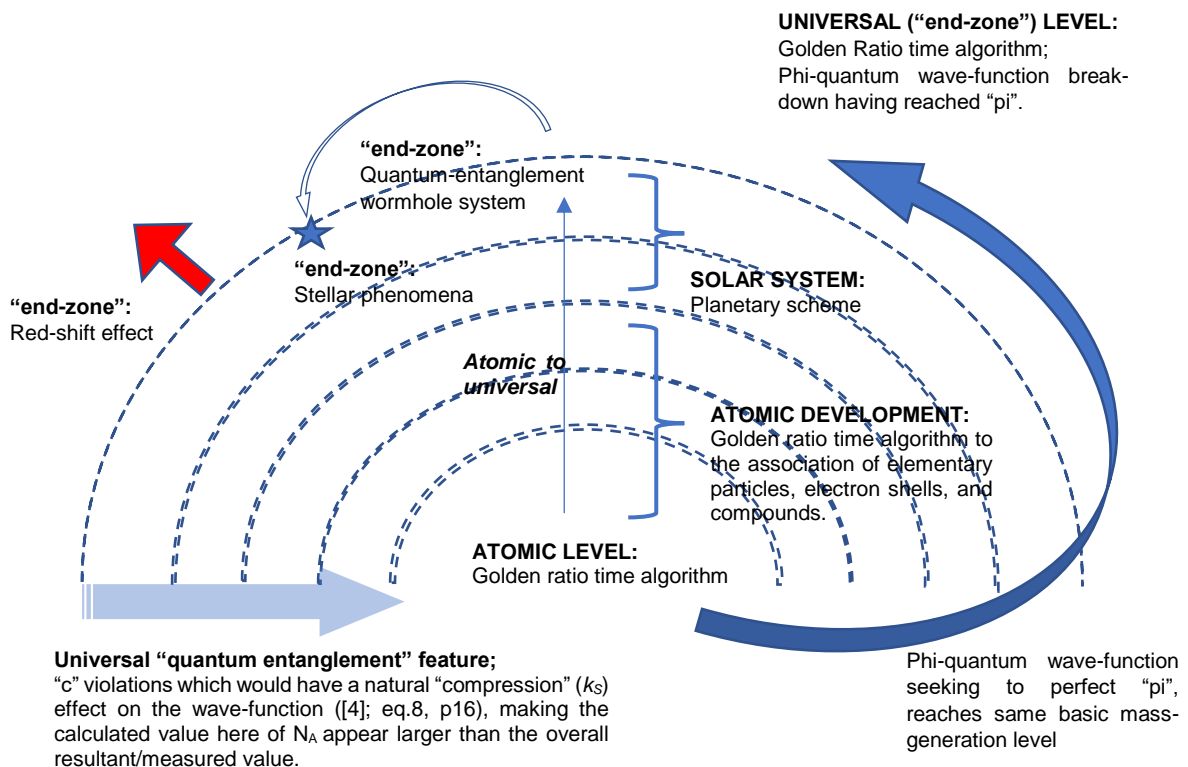 UNIVERSAL (“end-zone”) LEVEL:
Golden Ratio time algorithm;
Phi-quantum wave-function break-
down having reached “pi”.
“end-zone”:
Quantum-entanglement
wormhole system
“end-zone”:
Stellar phenomena
“end-zone”:
Red-shift effect
SOLAR SYSTEM:
Planetary scheme
Atomic to
universal
ATOMIC DEVELOPMENT:
Golden ratio time algorithm to
the association of elementary
particles, electron shells, and
compounds.
ATOMIC LEVEL:
Golden ratio time algorithm
Universal “quantum entanglement” feature;
“c” violations which would have a natural “compression” (kS)
effect on the wave-function ([4]; eq.8, p16), making the
calculated value here of NA appear larger than the overall
resultant/measured value.
Phi-quantum wave-function
seeking to perfect “pi”,
reaches same basic mass-
generation level